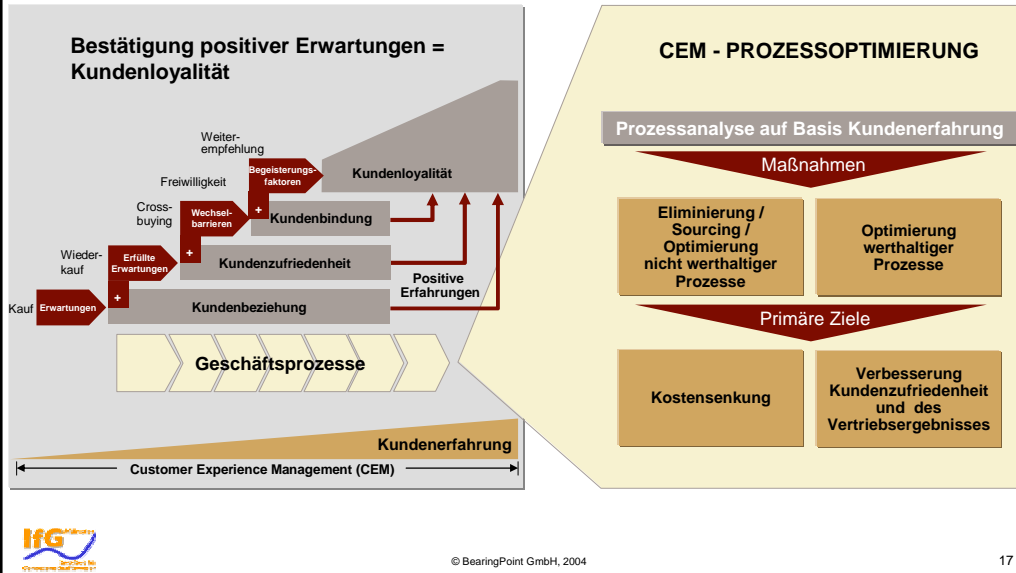 Bestätigung positiver Erwartungen =
Kundenloyalität
Weiter-
empfehlung
Begeisterungs-
faktoren
Kundenloyalität
Freiwilligkeit
Cross-
buying
Wechsel-
barrieren
+
Kundenbindung
Wieder-
kauf
Erfüllte
Erwartungen
+
Kundenzufriedenheit
Positive
Erfahrungen
Kauf
Erwartungen
+
Kundenbeziehung
Geschäftsprozesse
Kundenerfahrung
Customer Experience Management (CEM)
CEM - PROZESSOPTIMIERUNG
Prozessanalyse auf Basis Kundenerfahrung
Maßnahmen
Eliminierung /
Sourcing /
Optimierung
nicht werthaltiger
Prozesse
Optimierung
werthaltiger
Prozesse
Primäre Ziele
Kostensenkung
Verbesserung
Kundenzufriedenheit
und des
Vertriebsergebnisses
IfG
© BearingPoint GmbH, 2004
17